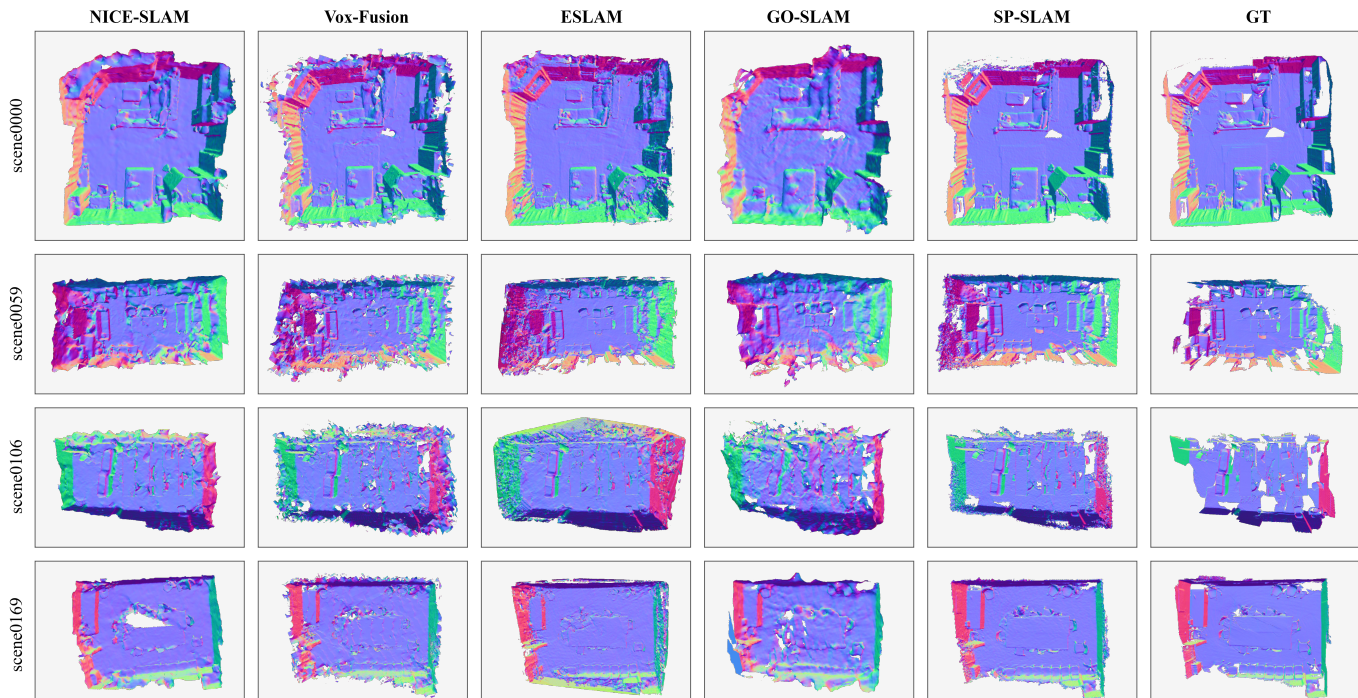 NICE-SLAM Vox-Fusion ESLAM GO-SLAM SP-SLAM GT
scene0000
scene0059
scene0106
scene0169